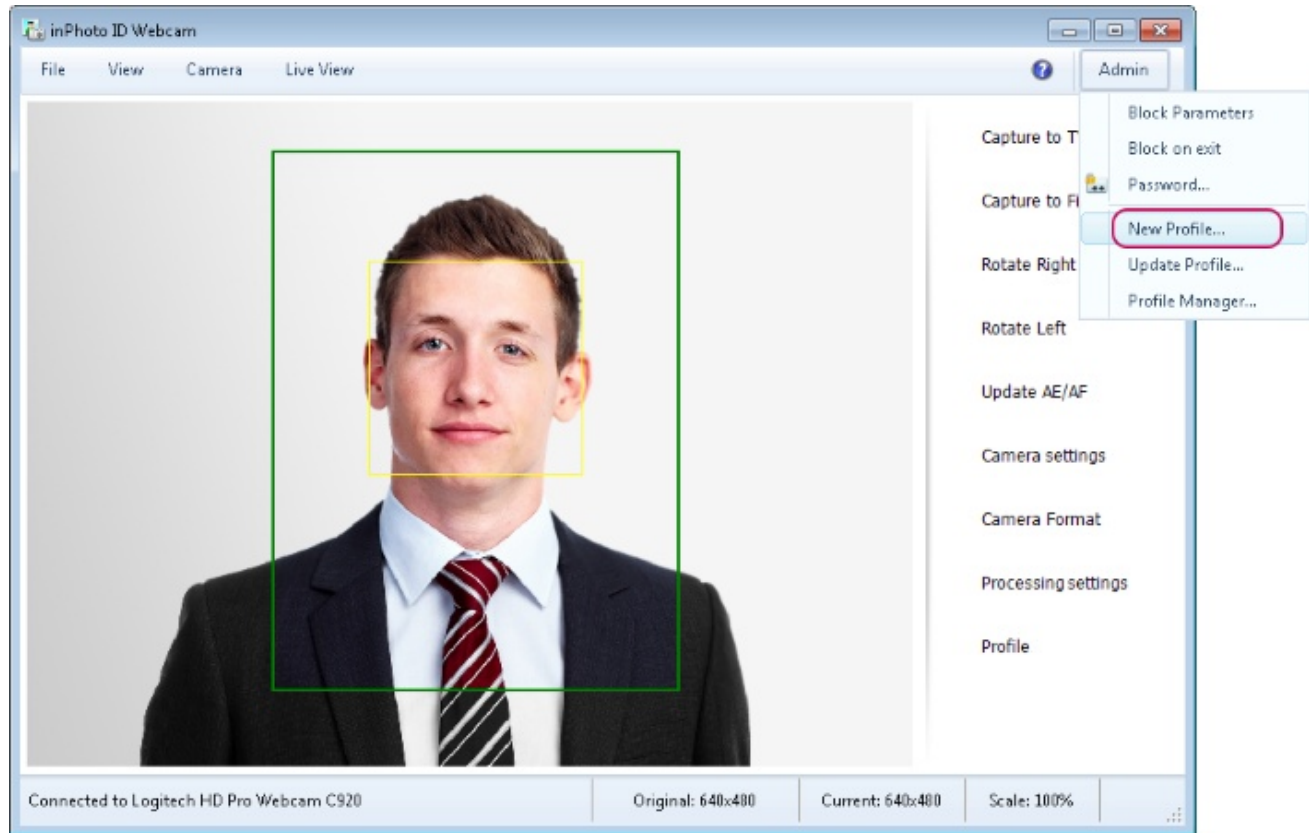 inPhoto ID Webcam
File View Camera Live View Admin
Block Parameters
Block on exit
Password...
New Profile...
Update Profile...
Profile Manager...
Capture to
Capture to
Rotate Right
Rotate Left
Update AE/AF
Camera settings
Camera Format
Processing settings
Profile
Connected to Logitech HD Pro Webcam C920 Original: 640x480 Current: 640x480 Scale: 100%